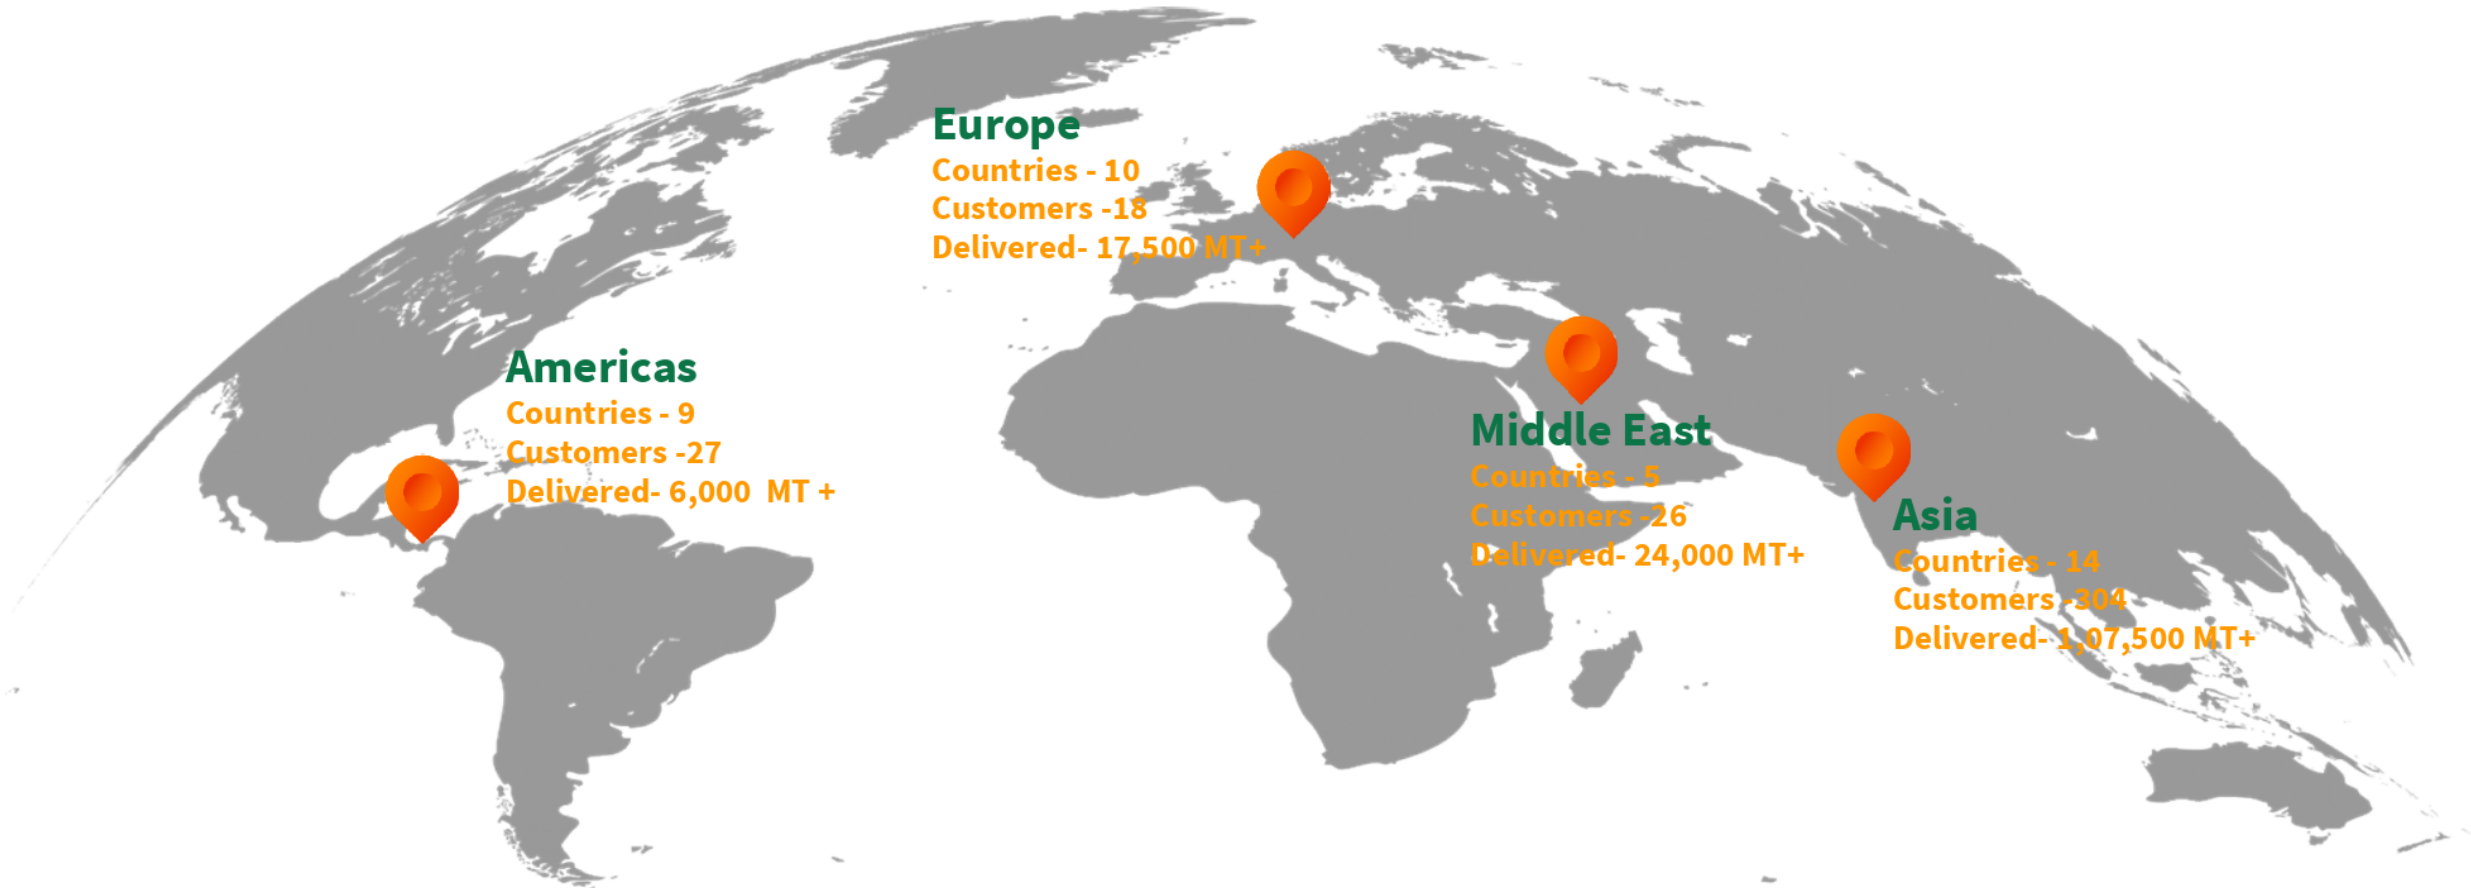 Europe
Countries - 10
Customers -18
Delivered- 17,500 MT+
Americas
Countries - 9
Customers -27
Delivered- 6,000  MT +
Middle East
Countries - 5
Customers -26
Delivered- 24,000 MT+
Asia
Countries - 14
Customers -304
Delivered- 1,07,500 MT+